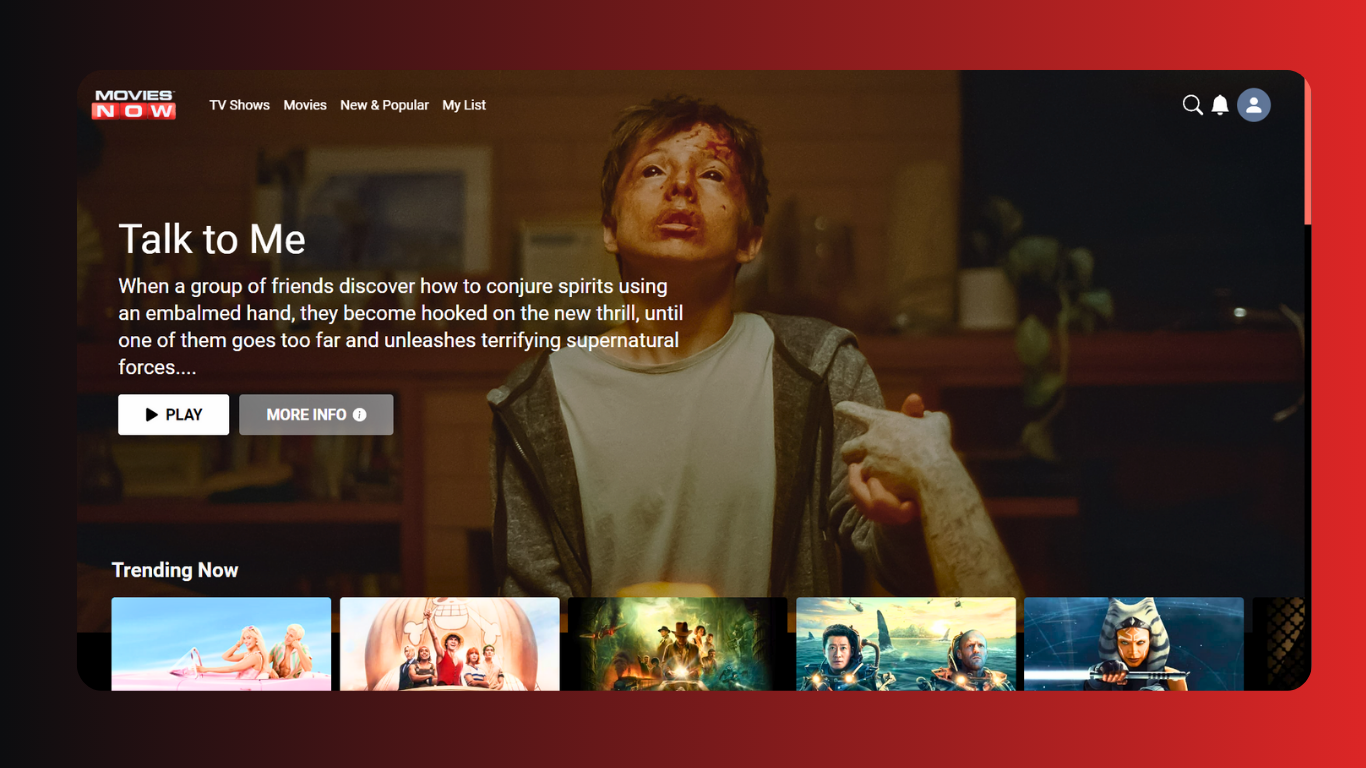 MOVIES
NOW
TV Shows Movies New & Popular My List
Talk to Me
When a group of friends discover how to conjure spirits using
an embalmed hand, they become hooked on the new thrill, until
one of them goes too far and unleashes terrifying supernatural
forces....
PLAY MORE INFO
Trending Now